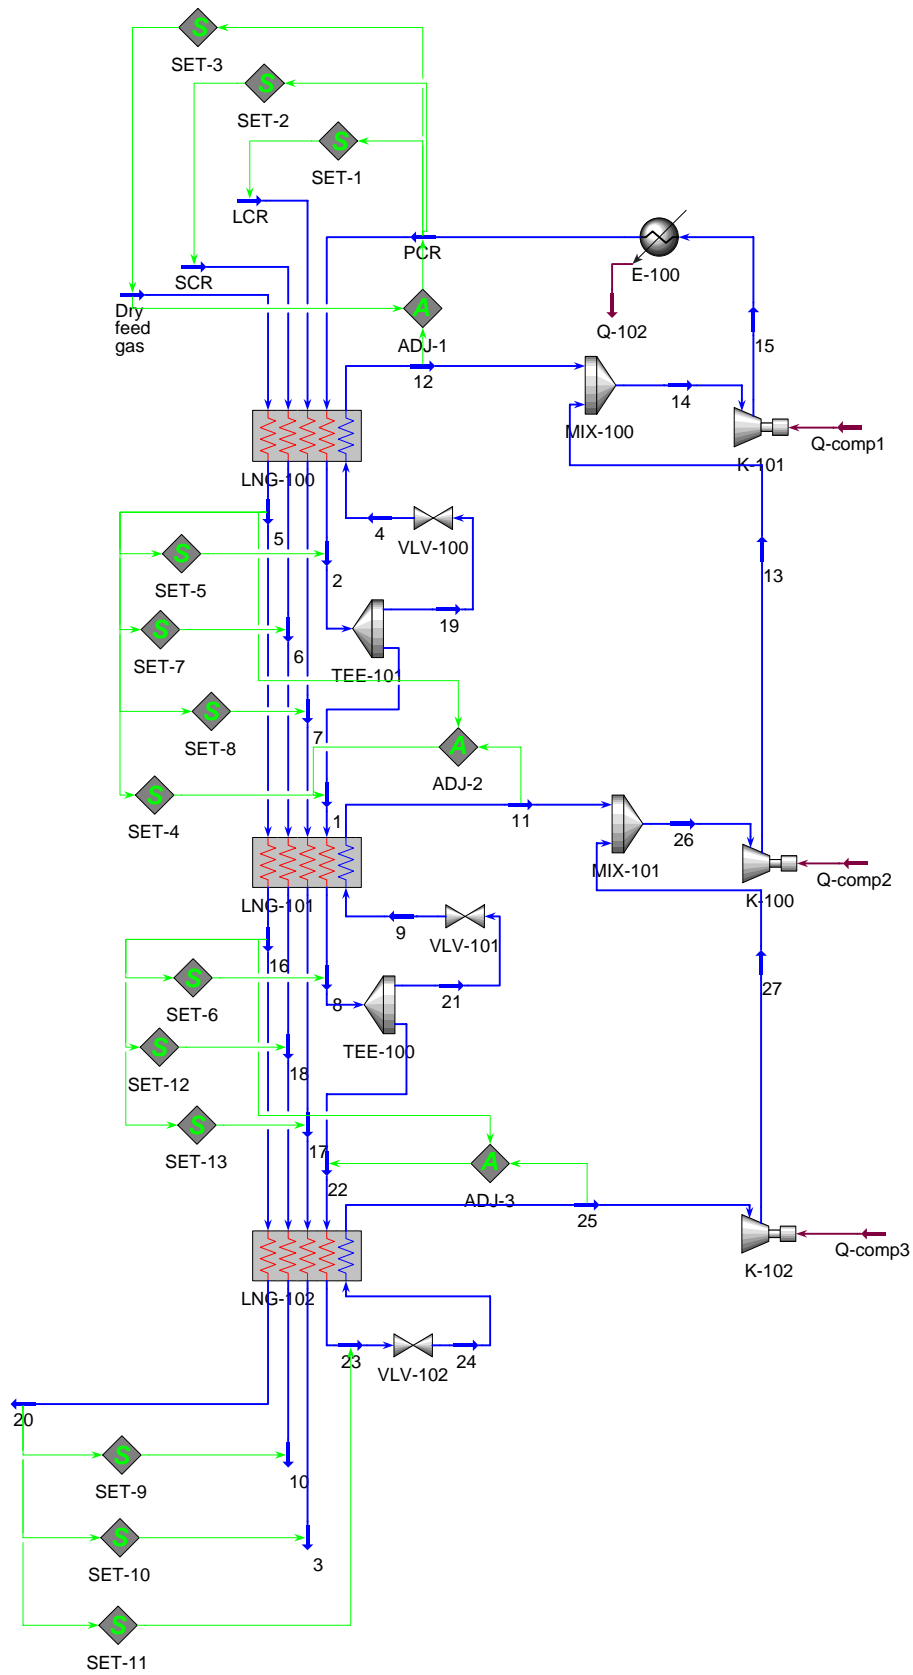 S
SET-3
S
SET-2
S
SET-1
LCR
PCR
E-100
SCR
Q-102
Dry
feed
gas
A
ADJ-1
15
12
14
MIX-100
K-101
Q-comp1
LNG-100
5
4
VLV-100
13
S
SET-5
2
19
S
SET-7
6
TEE-101
S
SET-8
7
A
ADJ-2
S
SET-4
1
11
26
MIX-101
K-100
Q-comp2
LNG-101
9
VLV-101
16
S
SET-6
8
21
27
S
SET-12
18
TEE-100
S
SET-13
17
A
22
ADJ-3
25
K-102
Q-comp3
LNG-102
23
VLV-102
24
20
S
SET-9
10
S
SET-10
3
S
SET-11